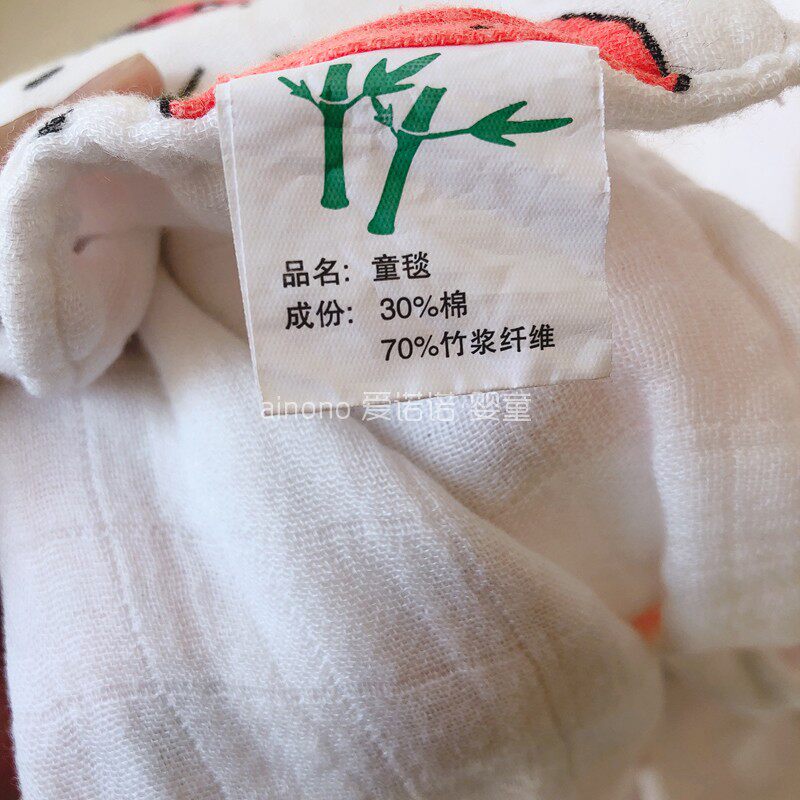 品名: 童毯
成份: 30%棉
70%竹浆纤维
ainono 爱诺诺 婴童